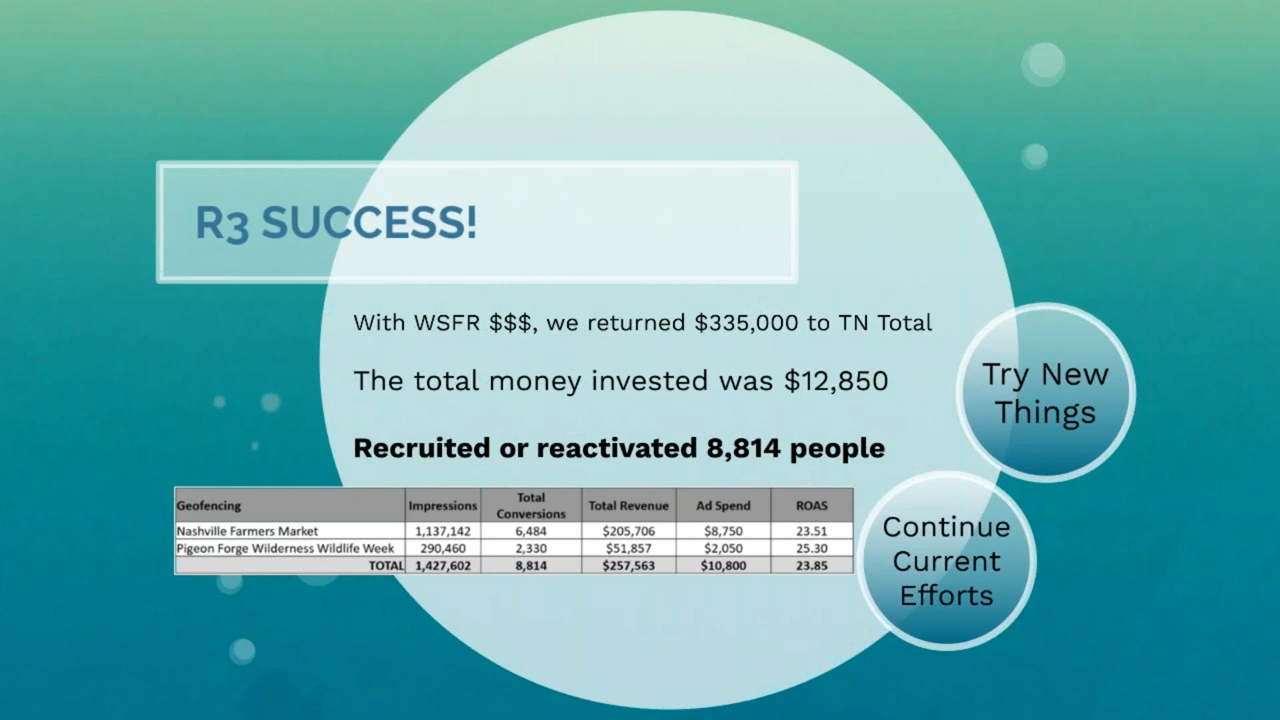 R3 SUCCESS!
With WSFR $$$, we returned $335,000 to TN Total
The total money invested was $12,850
Recruited or reactivated 8,814 people
Try New
Things
Continue
Current
Efforts
Geofencing Impressions Total Conversions Total Revenue Ad Spend ROAS
Nashville Farmers Market 1,137,142 6,484 $205,706 $8,750 23.51
Pigeon Forge Wilderness Wildlife Week 290,460 2,330 $51,857 $2,050 25.30
TOTAL 1,427,602 8,814 $257,563 $10,800 23.85